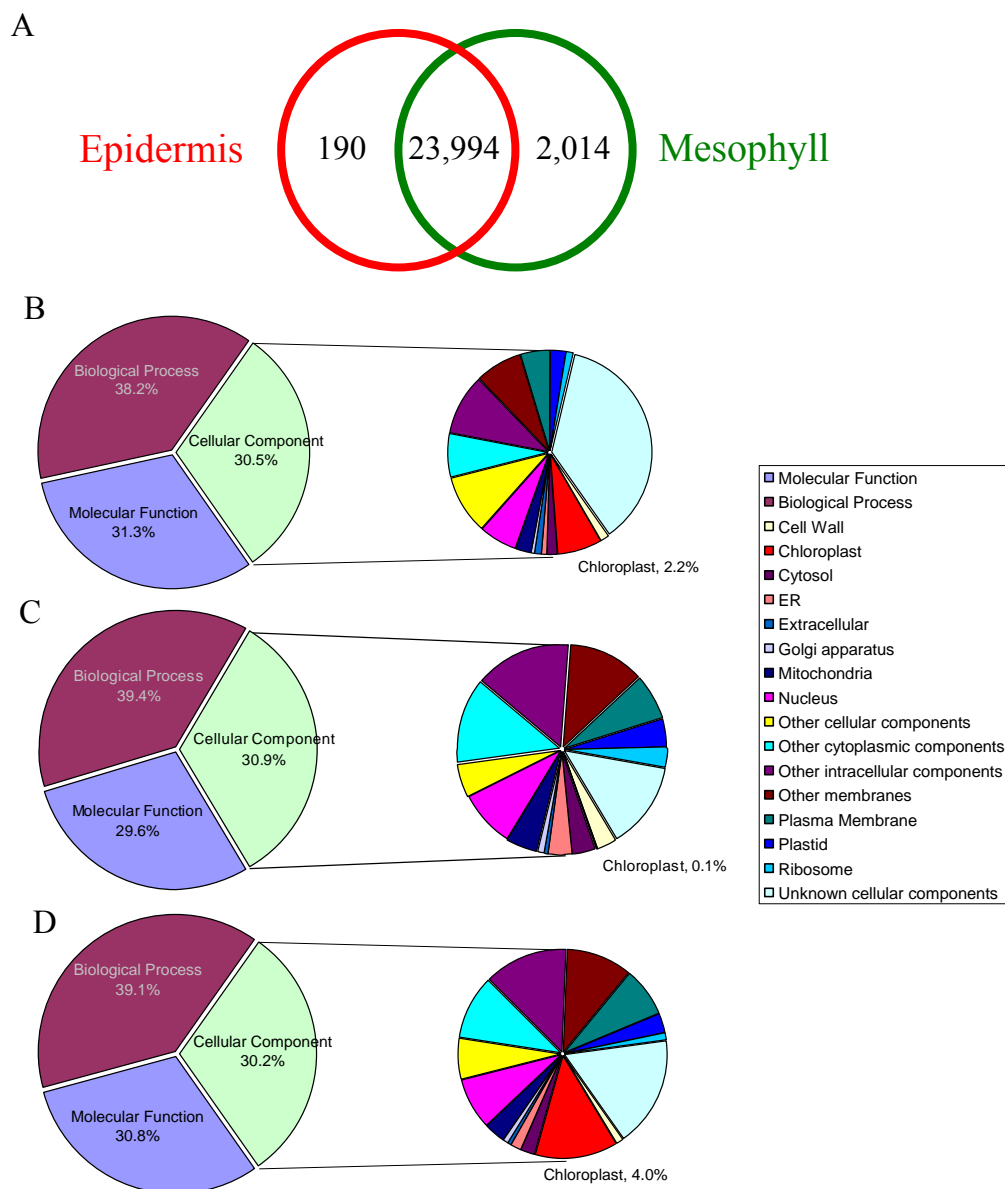 A
Epidermis
190
23,994
2,014
Mesophyll
B
Biological Process
38.2%
Cellular Component
30.5%
Molecular Function
31.3%
Chloroplast, 2.2%
C
Biological Process
39.4%
Cellular Component
30.9%
Molecular Function
29.6%
Chloroplast, 0.1%
D
Biological Process
39.1%
Cellular Component
30.2%
Molecular Function
30.8%
Chloroplast, 4.0%
Molecular Function
Biological Process
Cell Wall
Chloroplast
Cytosol
ER
Extracellular
Golgi apparatus
Mitochondria
Nucleus
Other cellular components
Other cytoplasmic components
Other intracellular components
Other membranes
Plasma Membrane
Plastid
Ribosome
Unknown cellular components